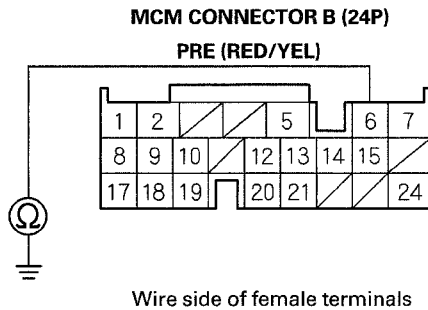 MCM CONNECTOR B (24P)
PRE (RED/YEL)
1 2 5 6 7
8 9 10 12 13 14 15
17 18 19 20 21 24
Ω
Wire side of female terminals